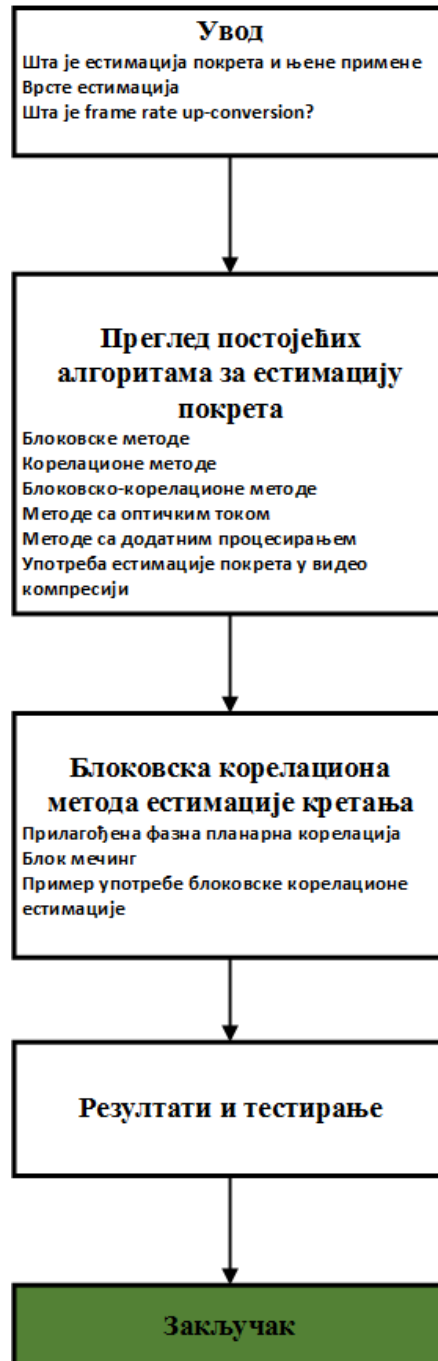 Увод
Шта је естимација покрета и њене примене
Врсте естимација
Шта је frame rate up-conversion?
Преглед постојећих
алгоритама за естимацију
покрета
Блоковске методе
Корелационе методе
Блоковско-корелационе методе
Методе са оптичким током
Методе са додатним процесирањем
Употреба естимације покрета у видео
компресији
Блоковска корелациона
метода естимације кретања
Прилагођена фазна планарна корелација
Блок мечинг
Пример употребе блоковске корелационе
естимације
Резултати и тестирање
Закључак